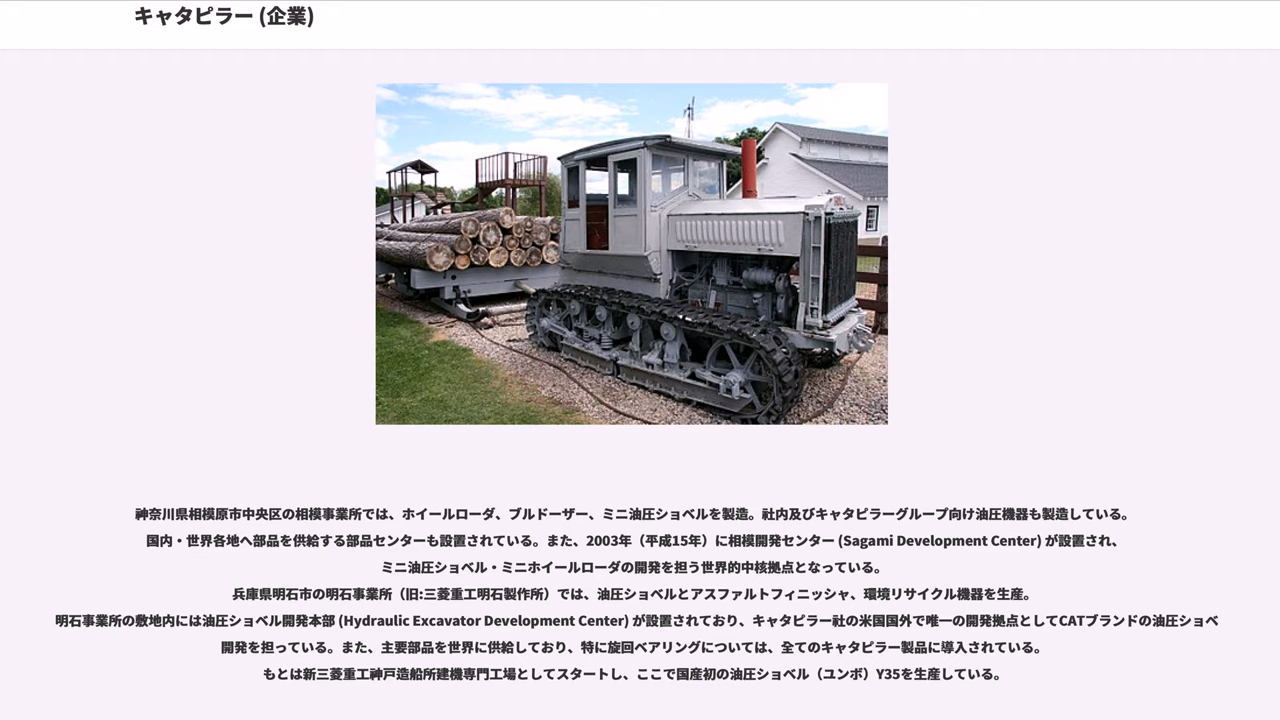 キャタピラー (企業)
神奈川県相模原市中央区の相模事業所では、ホイールローダ、ブルドーザー、ミニ油圧ショベルを製造。社内及びキャタピラーグループ向け油圧機器も製造している。
国内・世界各地へ部品を供給する部品センターも設置されている。また、2003年（平成15年）に相模開発センター (Sagami Development Center) が設置され、
ミニ油圧ショベル・ミニホイールローダの開発を担う世界的中核拠点となっている。
兵庫県明石市の明石事業所（旧:三菱重工明石製作所）では、油圧ショベルとアスファルトフィニッシャ、環境リサイクル機器を生産。
明石事業所の敷地内には油圧ショベル開発本部 (Hydraulic Excavator Development Center) が設置されており、キャタピラー社の米国国外で唯一の開発拠点としてCATブランドの油圧ショベ
開発を担っている。また、主要部品を世界に供給しており、特に旋回ベアリングについては、全てのキャタピラー製品に導入されている。
もとは新三菱重工神戸造船所建機専門工場としてスタートし、ここで国産初の油圧ショベル（ユンボ）Y35を生産している。